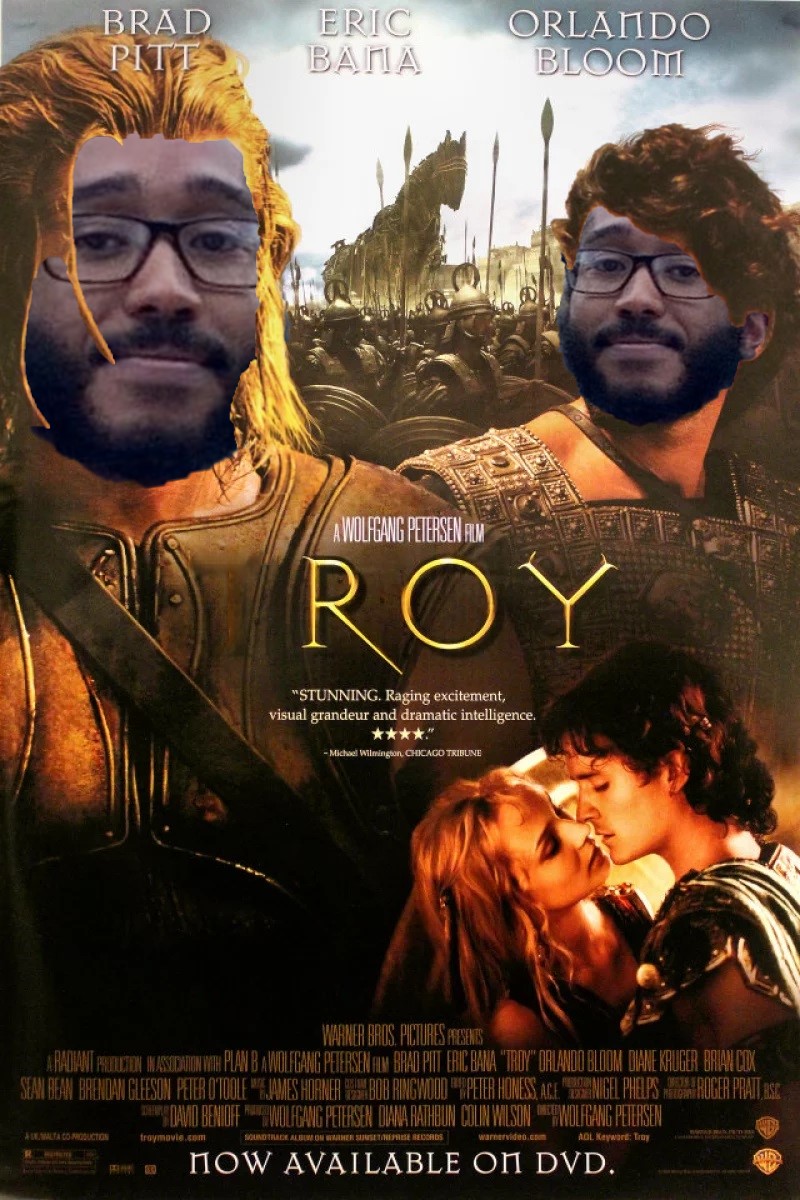 BRAD ERIC ORLANDO
PITT BANA BLOOM
A WOLFGANG PETERSEN FILM
ROY
"STUNNING. Raging excitement,
visual grandeur and dramatic intelligence.
★★★★."
- Michael Wilmington, CHICAGO TRIBUNE
WARNER BROS. PICTURES PRESENTS
A RADIANT PRODUCTION IN ASSOCIATION WITH PLAN B A WOLFGANG PETERSEN FILM BRAD PITT ERIC BANA "TROY" ORLANDO BLOOM DIANE KRUGER BRIAN COX
SEAN BEAN BRENDAN GLEESON PETER O'TOOLE JAMES HORNER BOB RINGWOOD PETER HONESS, A.C.E. NIGEL PHELPS ROGER PRATT, B.S.C.
DAVID BENIOFF WOLFGANG PETERSEN DIANA RATHBUN COLIN WILSON WOLFGANG PETERSEN
A UK/MALTA CO-PRODUCTION troymovie.com SOUNDTRACK ALBUM ON WARNER SUNSET/REPRISE RECORDS warnervideo.com AOL Keyword: Troy
NOW AVAILABLE ON DVD.